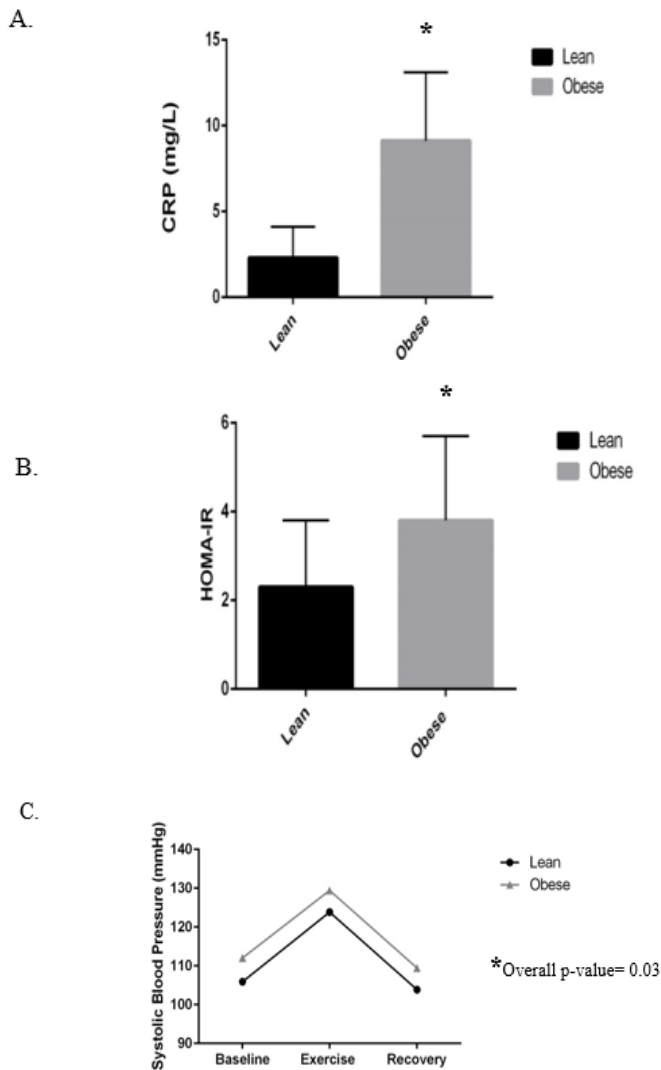 A.
*
15
10
5
0
CRP (mg/L)
Lean
Obese
Lean
Obese
B.
*
6
4
2
0
HOMA-IR
Lean
Obese
Lean
Obese
C.
Systolic Blood Pressure (mmHg)
140
130
120
110
100
90
Baseline Exercise Recovery
Lean
Obese
*Overall p-value= 0.03